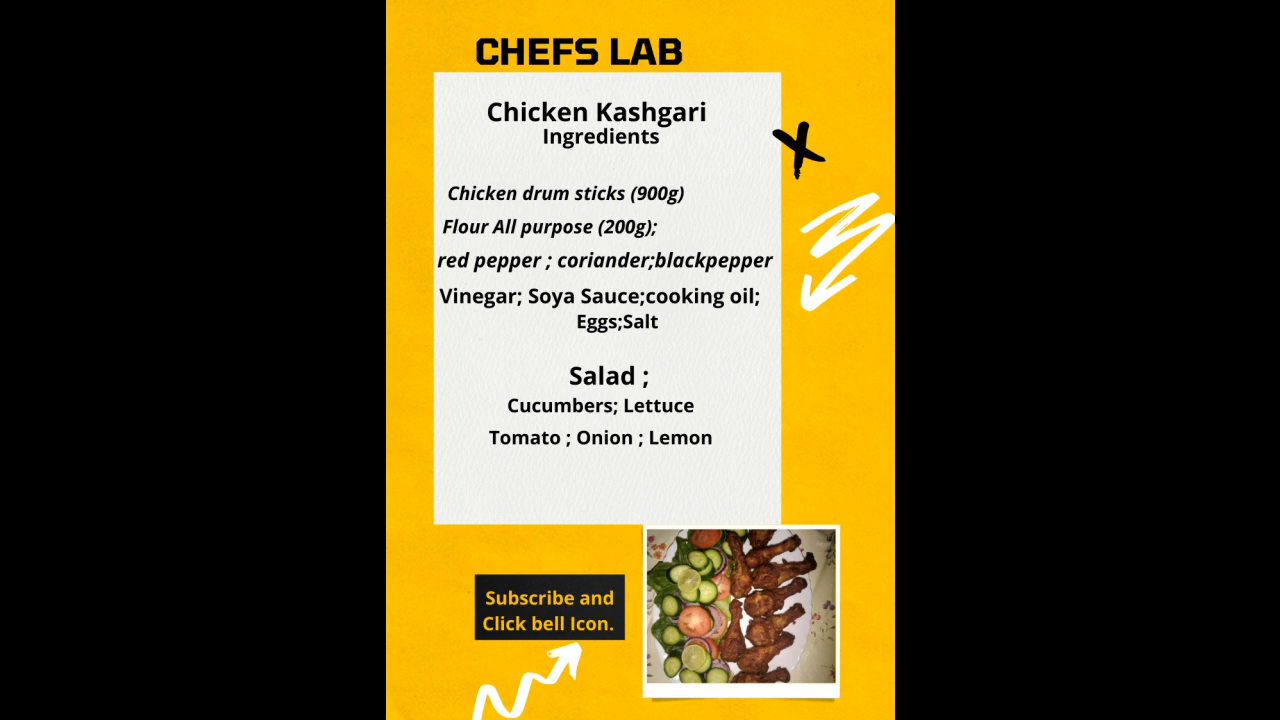 CHEFS LAB
Chicken Kashgari
Ingredients
Chicken drum sticks (900g)
Flour All purpose (200g);
red pepper ; coriander;blackpepper
Vinegar; Soya Sauce;cooking oil;
Eggs;Salt
Salad ;
Cucumbers; Lettuce
Tomato ; Onion ; Lemon
Subscribe and
Click bell Icon.